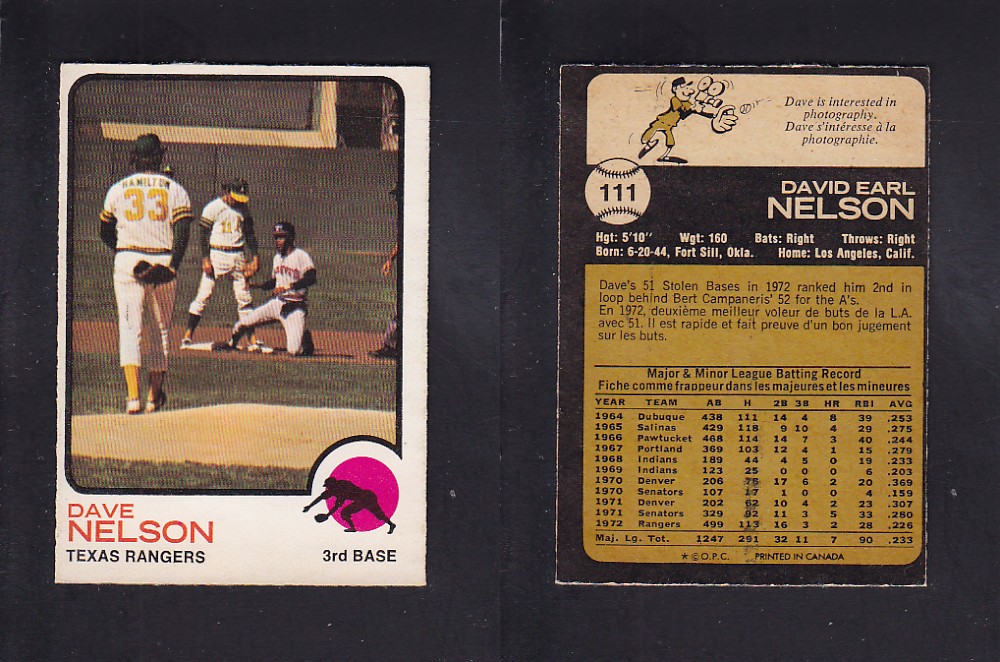 HAMILTON
33
11
DAVE
NELSON
TEXAS RANGERS
3rd BASE
Dave is interested in
photography.
Dave s'intéresse à la
photographie.
111
DAVID EARL
NELSON
Hgt: 5'10" Wgt: 160 Bats: Right Throws: Right
Born: 6-20-44, Fort Sill, Okla. Home: Los Angeles, Calif.
Dave's 51 Stolen Bases in 1972 ranked him 2nd in
loop behind Bert Campaneris' 52 for the A's.
En 1972, deuxième meilleur voleur de buts de la L.A.
avec 51. Il est rapide et fait preuve d'un bon jugement
sur les buts.
Major & Minor League Batting Record
Fiche comme frappeur dans les majeures et les mineures
YEAR TEAM AB H 2B 3B HR RBI AVG
1964 Dubuque 438 111 14 4 8 39 .253
1965 Salinas 429 118 9 10 4 29 .275
1966 Pawtucket 468 114 14 7 3 40 .244
1967 Portland 369 103 12 4 1 15 .279
1968 Indians 189 44 4 5 0 19 .233
1969 Indians 123 25 0 0 0 6 .203
1970 Denver 206 76 17 6 2 20 .369
1970 Senators 107 17 1 0 0 4 .159
1971 Denver 202 62 10 4 2 23 .307
1971 Senators 329 92 11 3 5 33 .280
1972 Rangers 499 113 16 3 2 28 .226
Maj. Lg. Tot. 1247 291 32 11 7 90 .233
★ © O.P.C. PRINTED IN CANADA